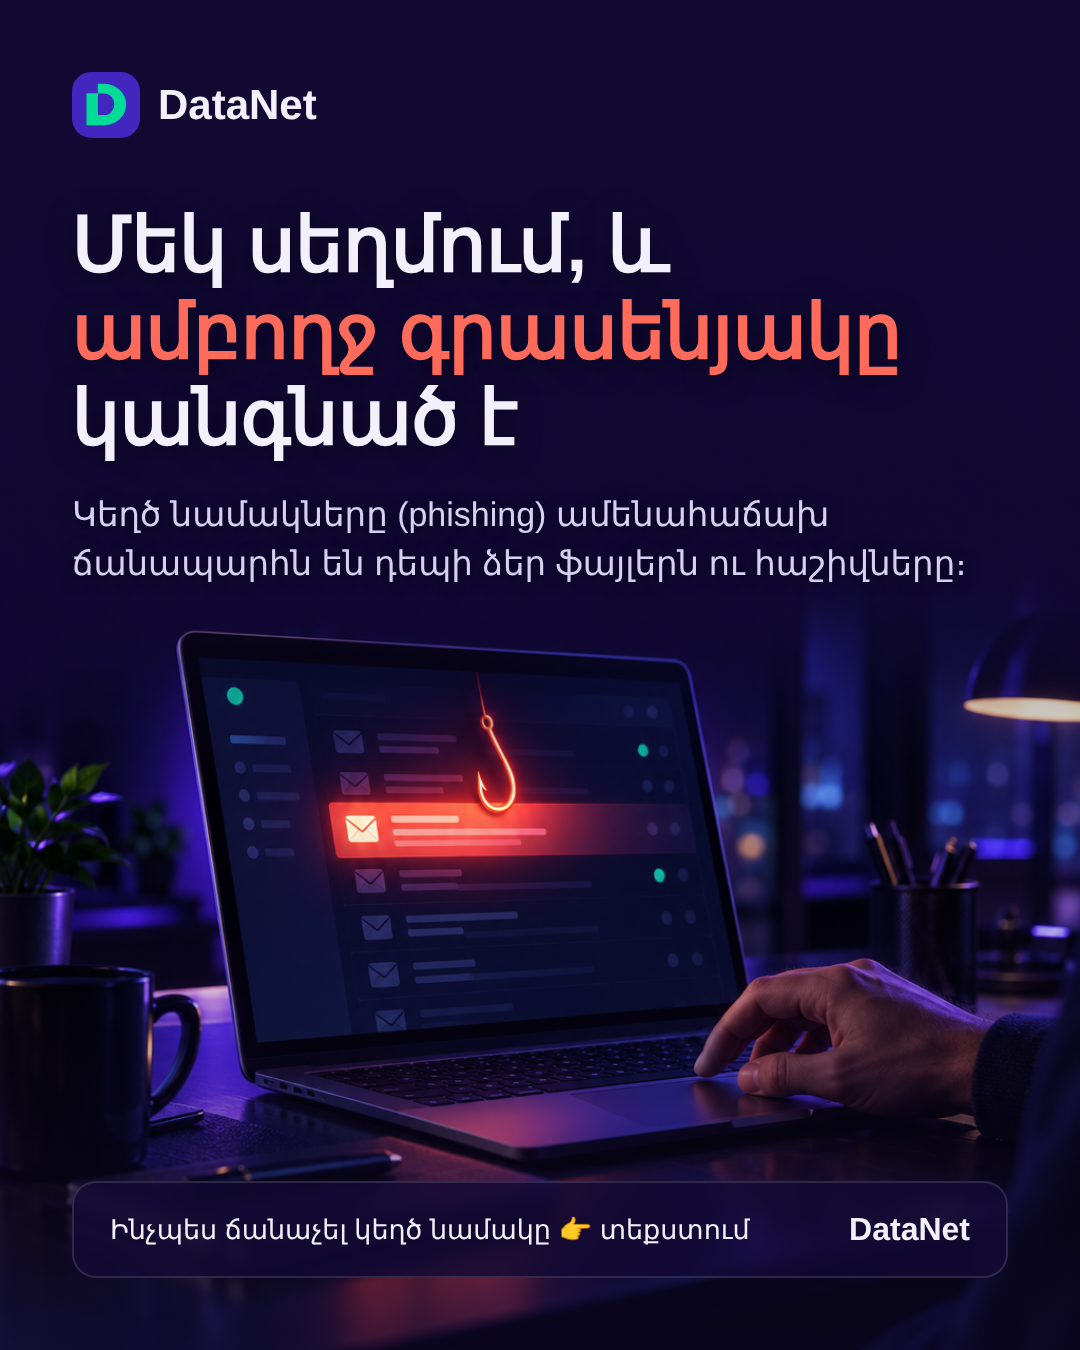 DataNet
Մեկ սեղմում, և
ամբողջ գրասենյակը
կանգնած է
Կեղծ նամակները (phishing) ամենահաճախ
ճանապարհն են դեպի ձեր ֆայլերն ու հաշիվները։
Ինչպես ճանաչել կեղծ նամակը 👉 տեքստում
DataNet